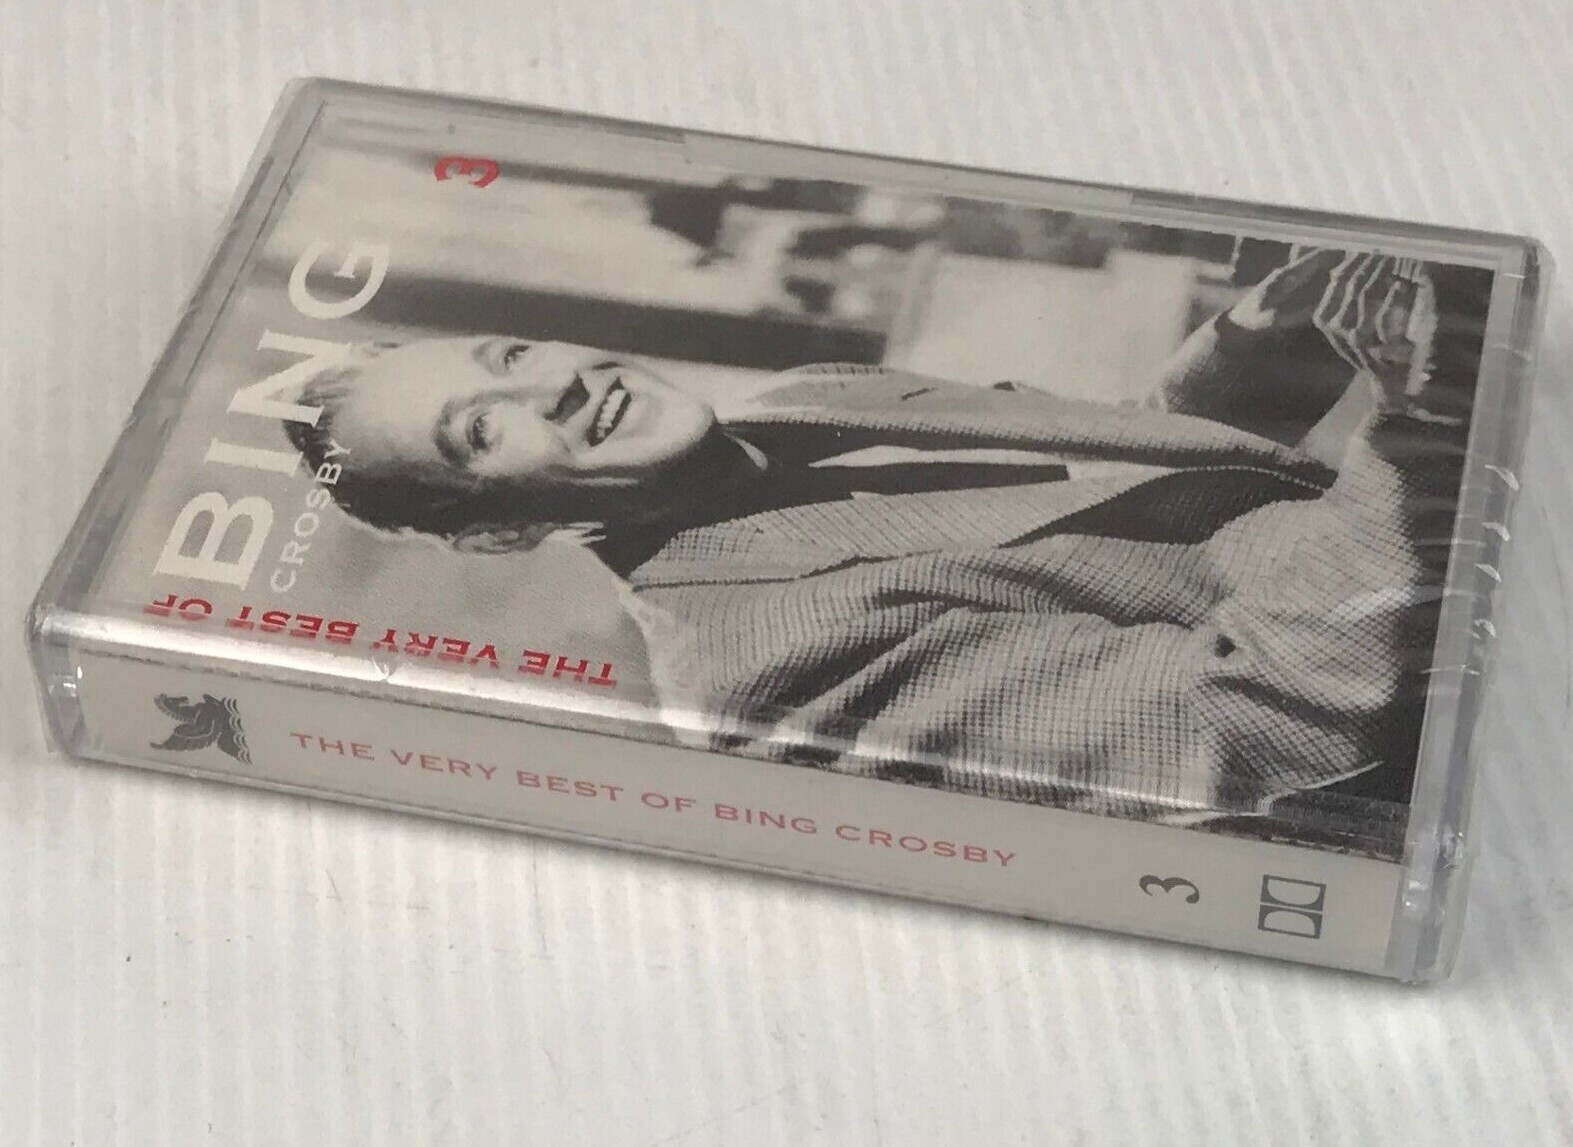 THE VERY BEST OF
BING
CROSBY
3
THE VERY BEST OF BING CROSBY
3